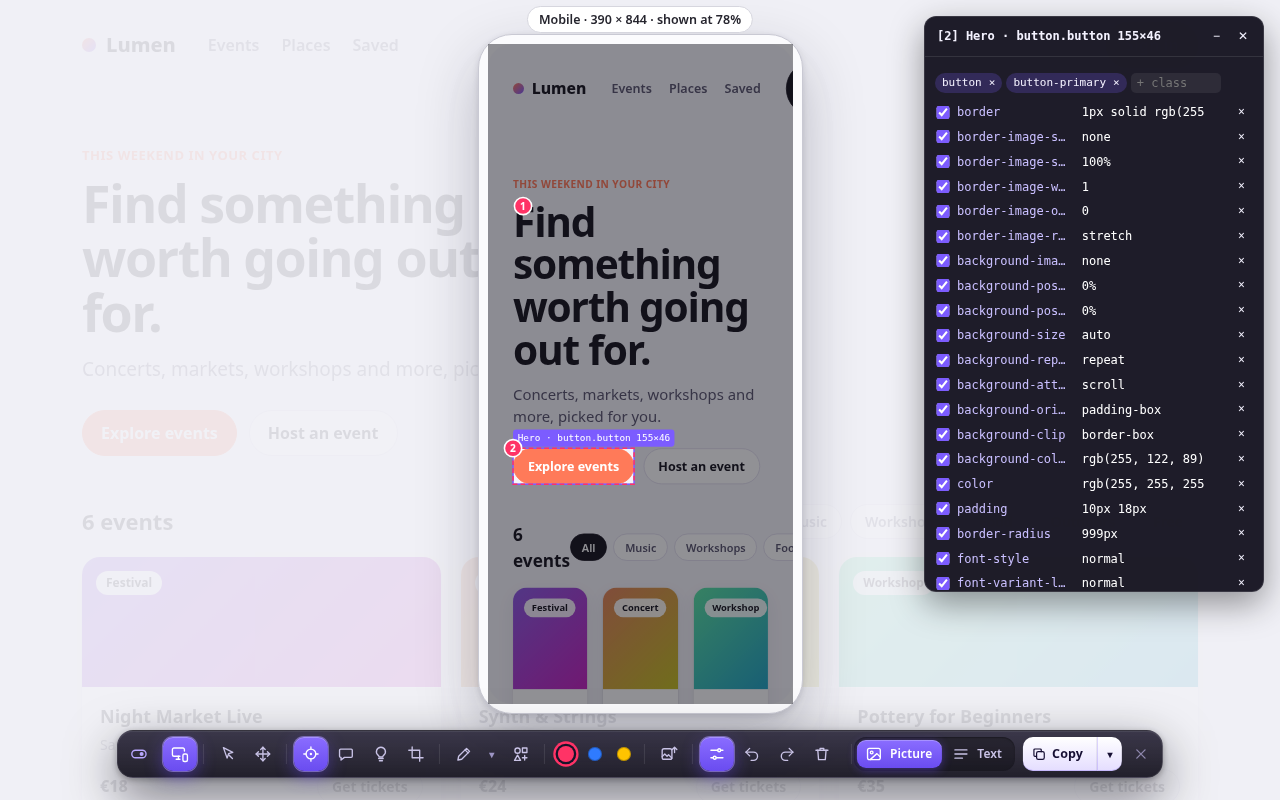 Mobile · 390 × 844 · shown at 78%
Lumen Events Places Saved
THIS WEEKEND IN YOUR CITY
Find something
worth going out
for.
Concerts, markets, workshops and more, pic
Explore events Host an event
6 events
Festival
Night Market Live
€18 Get tickets
Lumen Events Places Saved
THIS WEEKEND IN YOUR CITY
1
Find
something
worth going
out for.
Concerts, markets, workshops and
more, picked for you.
Hero · button.button 155×46
2
Explore events Host an event
6
events
All Music Workshops Foo
Festival Concert Workshop
Synth & Strings
€24 Get tickets
usic Worksho
Workshop
Pottery for Beginners
€35 Get tickets
[2] Hero · button.button 155×46 − ×
button × button-primary × + class
border 1px solid rgb(255 ×
border-image-s… none ×
border-image-s… 100% ×
border-image-w… 1 ×
border-image-o… 0 ×
border-image-r… stretch ×
background-ima… none ×
background-pos… 0% ×
background-pos… 0% ×
background-size auto ×
background-rep… repeat ×
background-att… scroll ×
background-ori… padding-box ×
background-clip border-box ×
background-col… rgb(255, 122, 89) ×
color rgb(255, 255, 255 ×
padding 10px 18px ×
border-radius 999px ×
font-style normal ×
font-variant-l… normal ×
Picture Text Copy